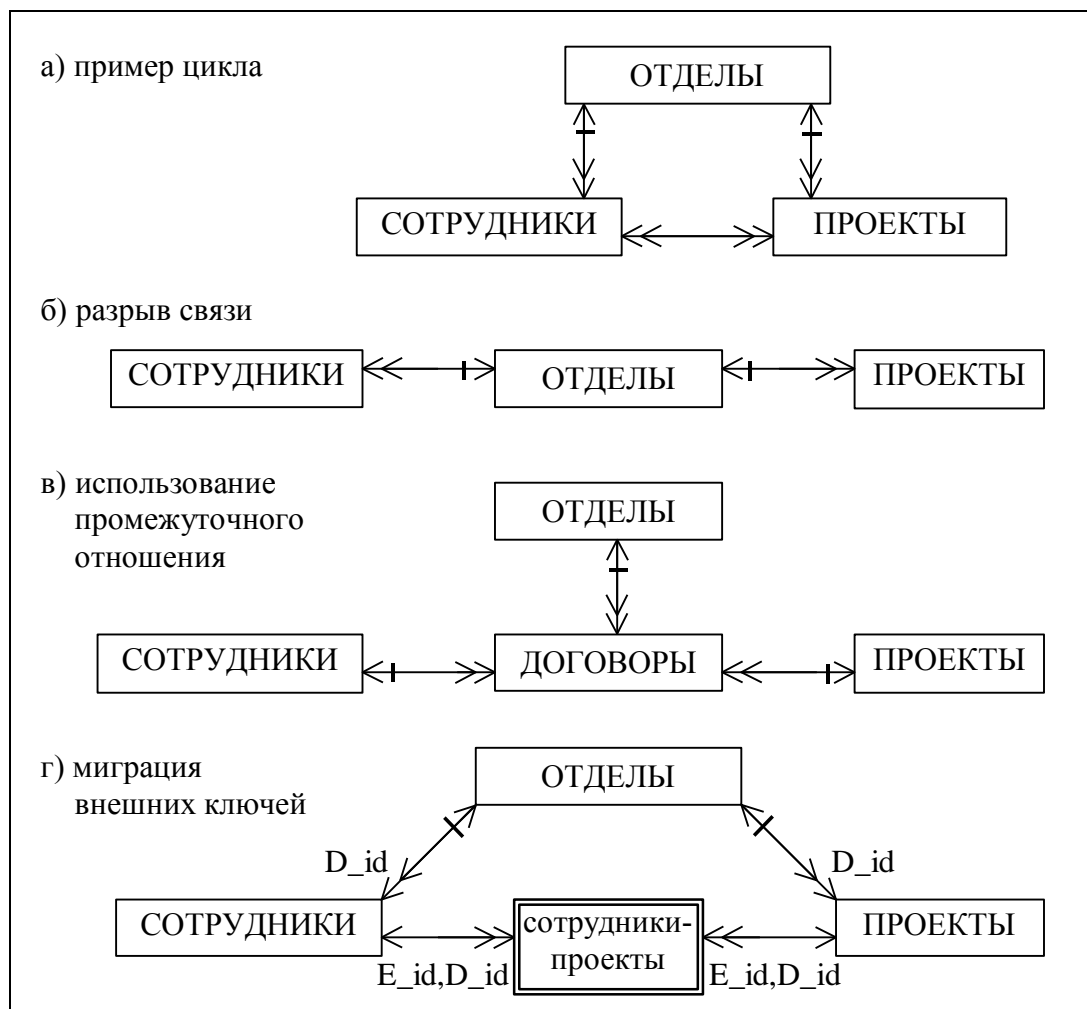 а) пример цикла
ОТДЕЛЫ
СОТРУДНИКИ
ПРОЕКТЫ
б) разрыв связи
СОТРУДНИКИ
ОТДЕЛЫ
ПРОЕКТЫ
в) использование
промежуточного
отношения
ОТДЕЛЫ
СОТРУДНИКИ
ДОГОВОРЫ
ПРОЕКТЫ
г) миграция
внешних ключей
ОТДЕЛЫ
D_id
D_id
СОТРУДНИКИ
сотрудники-
проекты
ПРОЕКТЫ
E_id,D_id
E_id,D_id